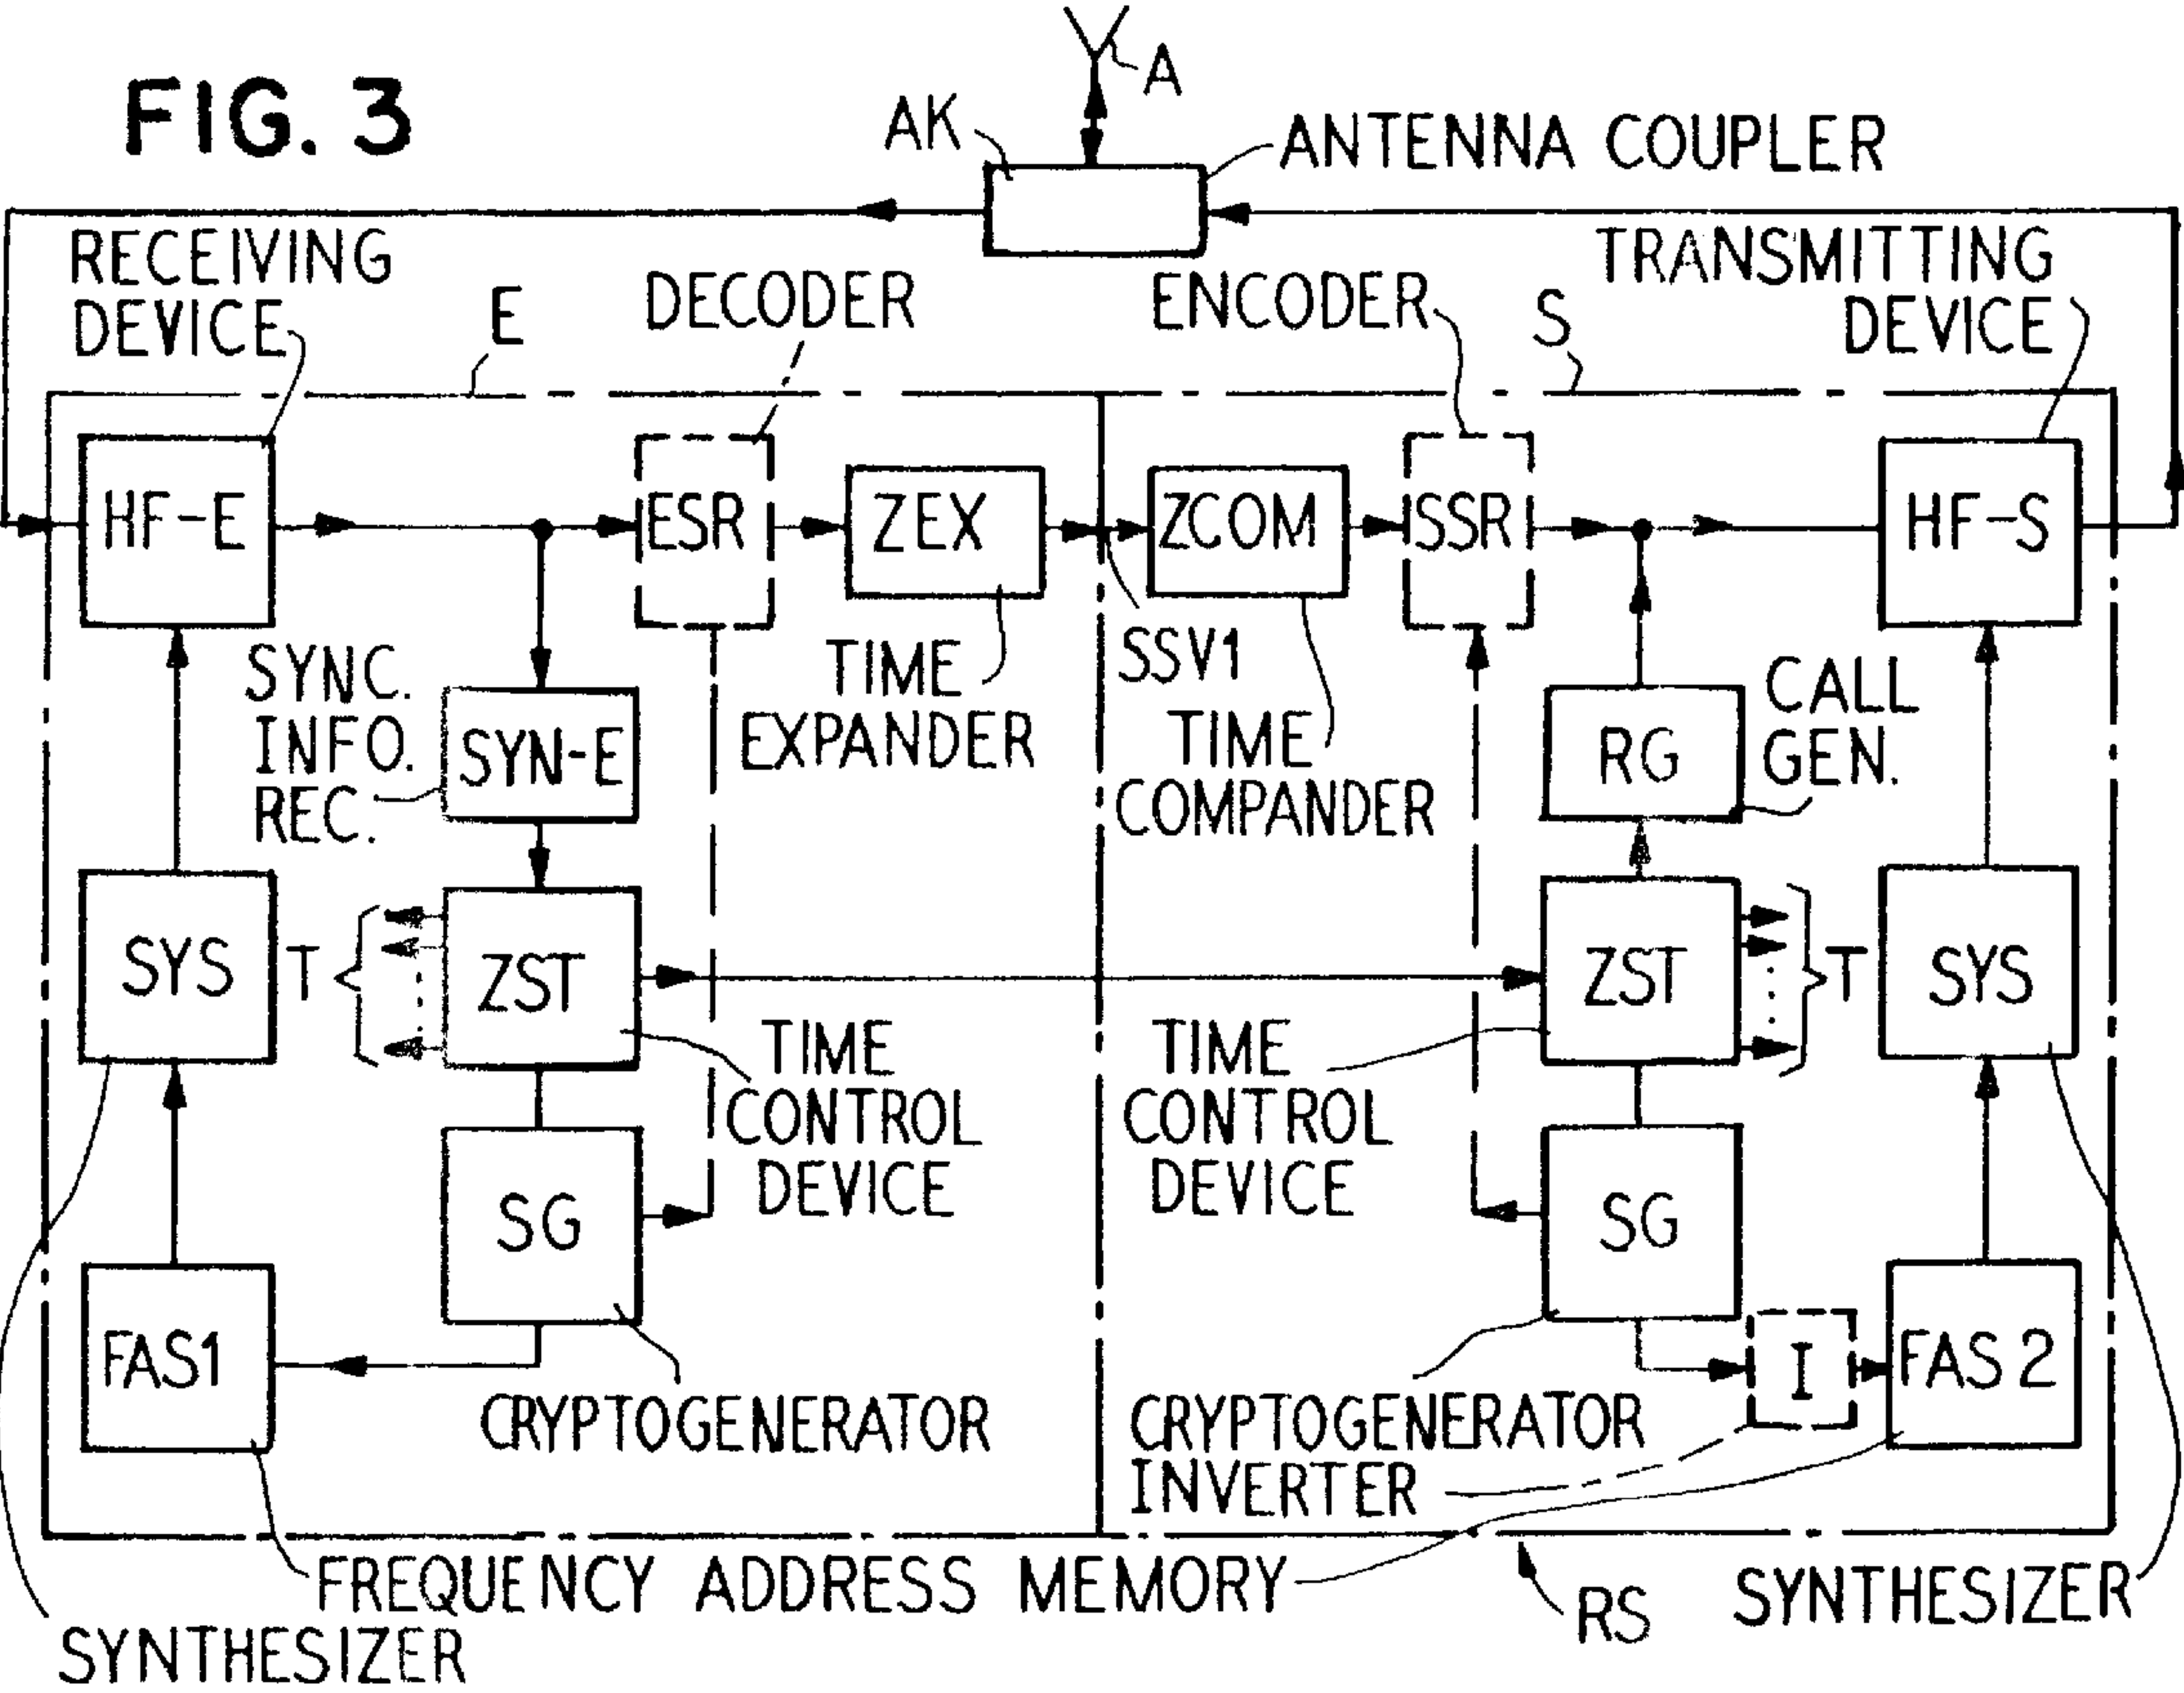 FIG. 3
A
AK
ANTENNA COUPLER
RECEIVING
DEVICE
E
DECODER
ENCODER
S
TRANSMITTING
DEVICE
HF-E
ESR
ZEX
ZCOM
SSR
HF-S
SYNC.
INFO.
REC.
SYN-E
TIME
EXPANDER
SSV1
TIME
COMPANDER
RG
CALL
GEN.
SYS
T
ZST
ZST
T
SYS
TIME
CONTROL
DEVICE
TIME
CONTROL
DEVICE
SG
SG
FAS1
I
FAS 2
CRYPTOGENERATOR
CRYPTOGENERATOR
INVERTER
FREQUENCY ADDRESS MEMORY
RS
SYNTHESIZER
SYNTHESIZER